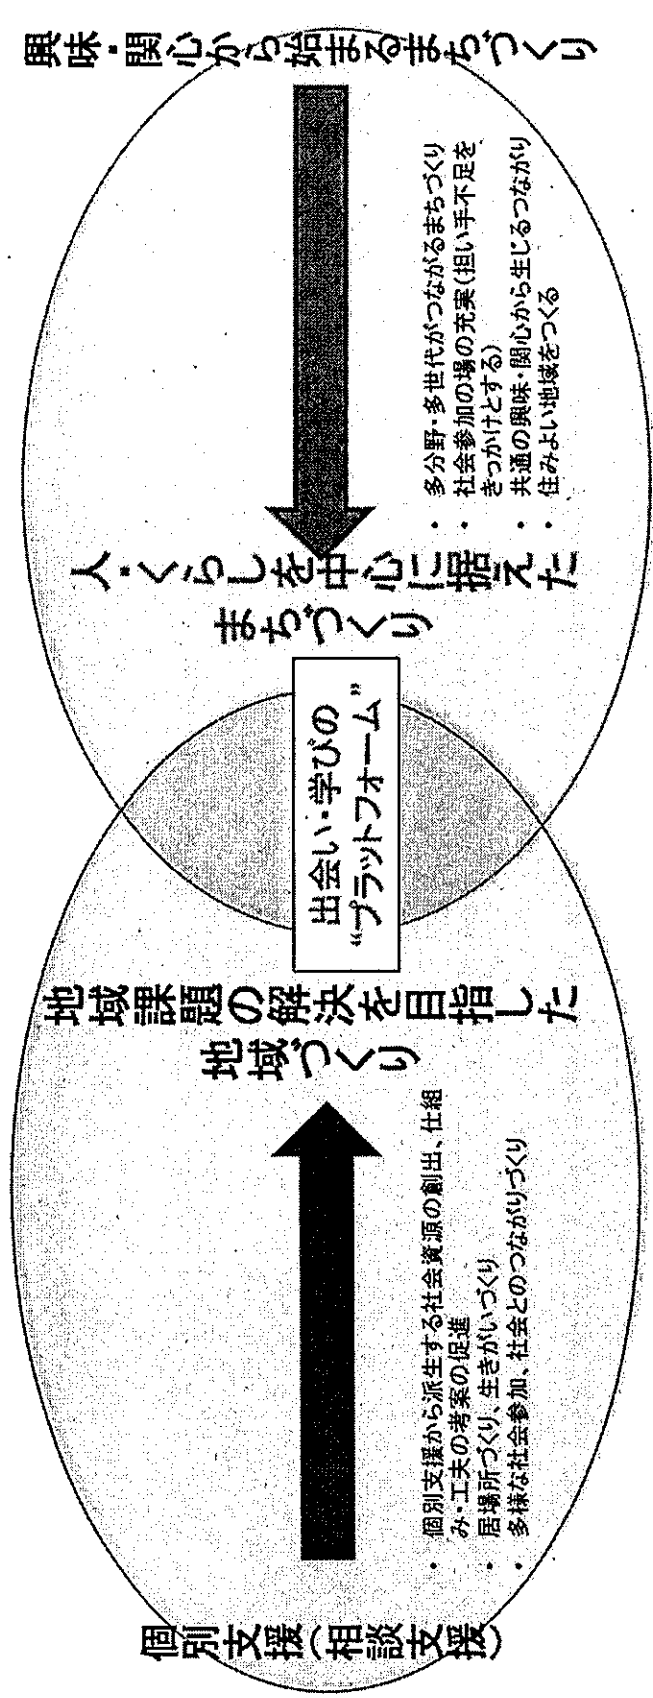 個別支援(相談支援)
• 個別支援から派生する社会資源の創出、仕組
み・工夫の考案の促進
• 居場所づくり、生きがいづくり
• 多様な社会参加、社会とのつながりづくり
地域課題の解決を目指した
地域づくり
出会い・学びの
“プラットフォーム”
人・くらしを中心に据えた
まちづくり
• 多分野・多世代がつながるまちづくり
• 社会参加の場の充実(担い手不足を
きっかけとする)
• 共通の興味・関心から生じるつながり
• 住みよい地域をつくる
興味・関心から始まるまちづくり